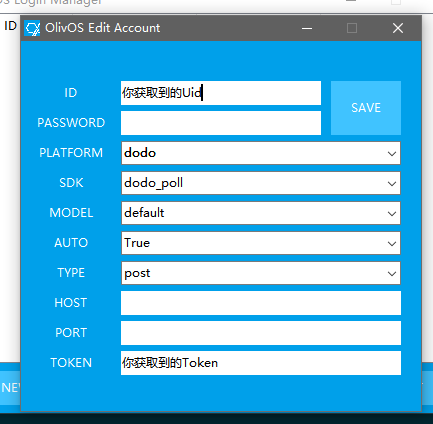 OS Login Manager
ID
OlivOS Edit Account
ID 你获取到的Uid
SAVE
PASSWORD
PLATFORM dodo
SDK dodo_poll
MODEL default
AUTO True
TYPE post
HOST
PORT
TOKEN 你获取到的Token
NE